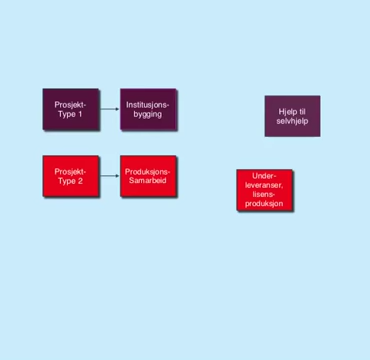 Prosjekt-
Type 1
Institusjons-
bygging
Hjelp til
selvhjelp
Prosjekt-
Type 2
Produksjons-
Samarbeid
Under-
leveranser,
lisens-
produksjon